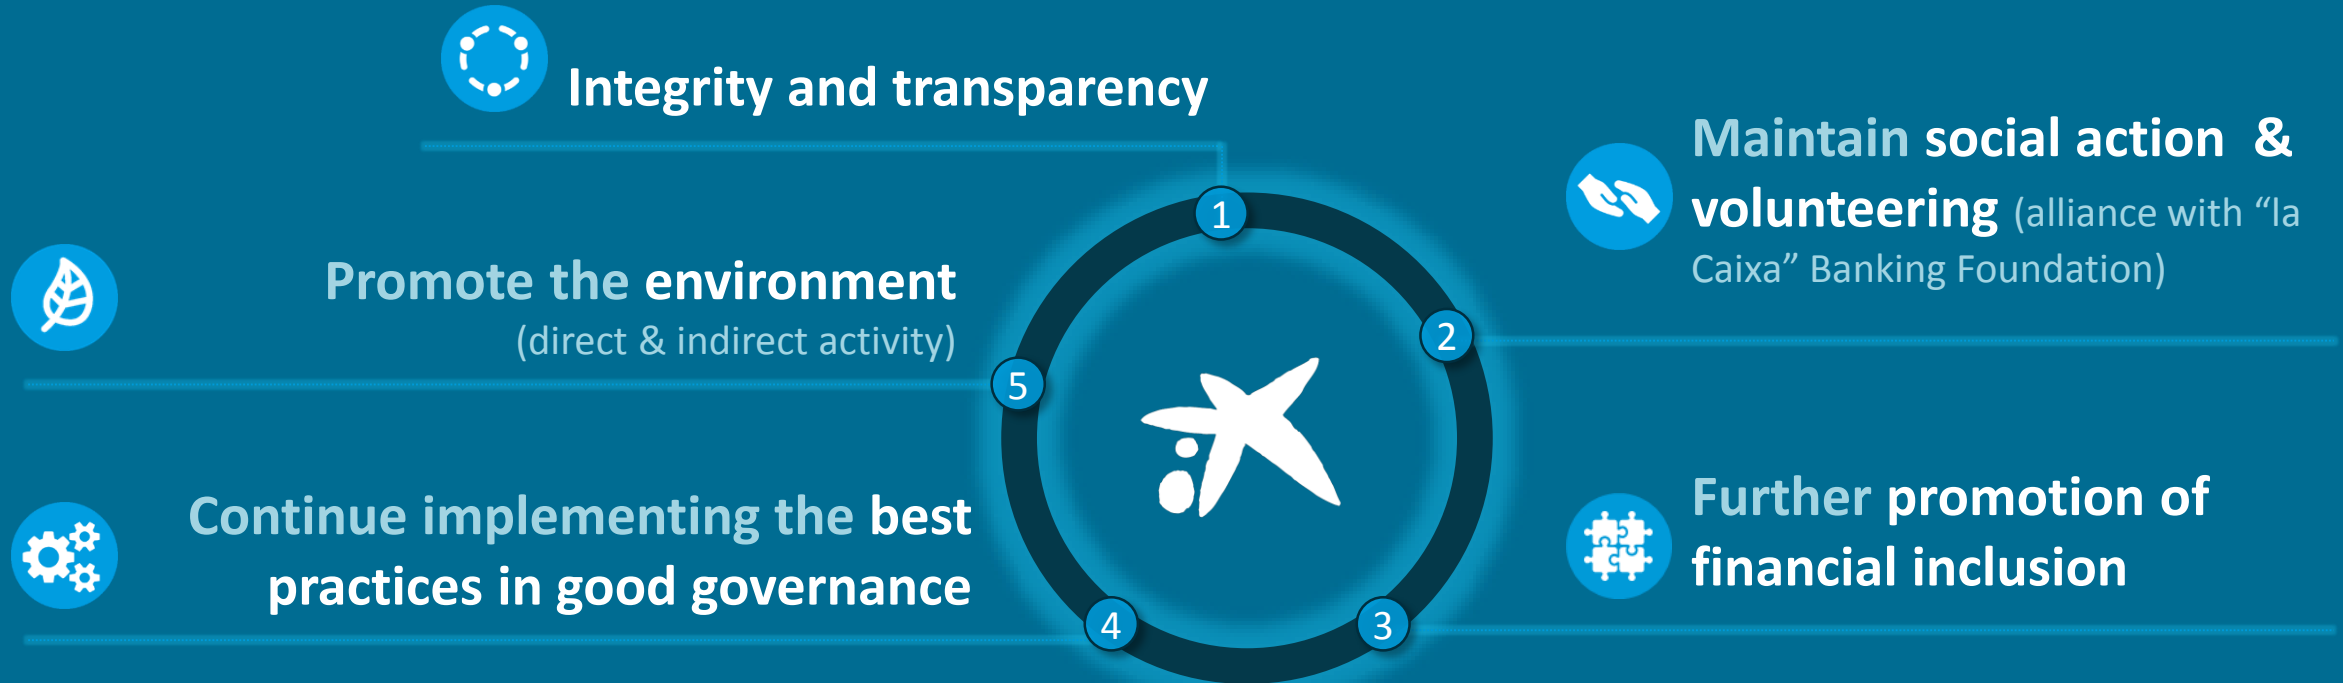 Integrity and transparency
1
Maintain social action & 
volunteering (alliance with “la
Caixa” Banking Foundation)
2
Further promotion of
financial inclusion
3
Continue implementing the best
practices in good governance
4
Promote the environment
(direct & indirect activity)
5